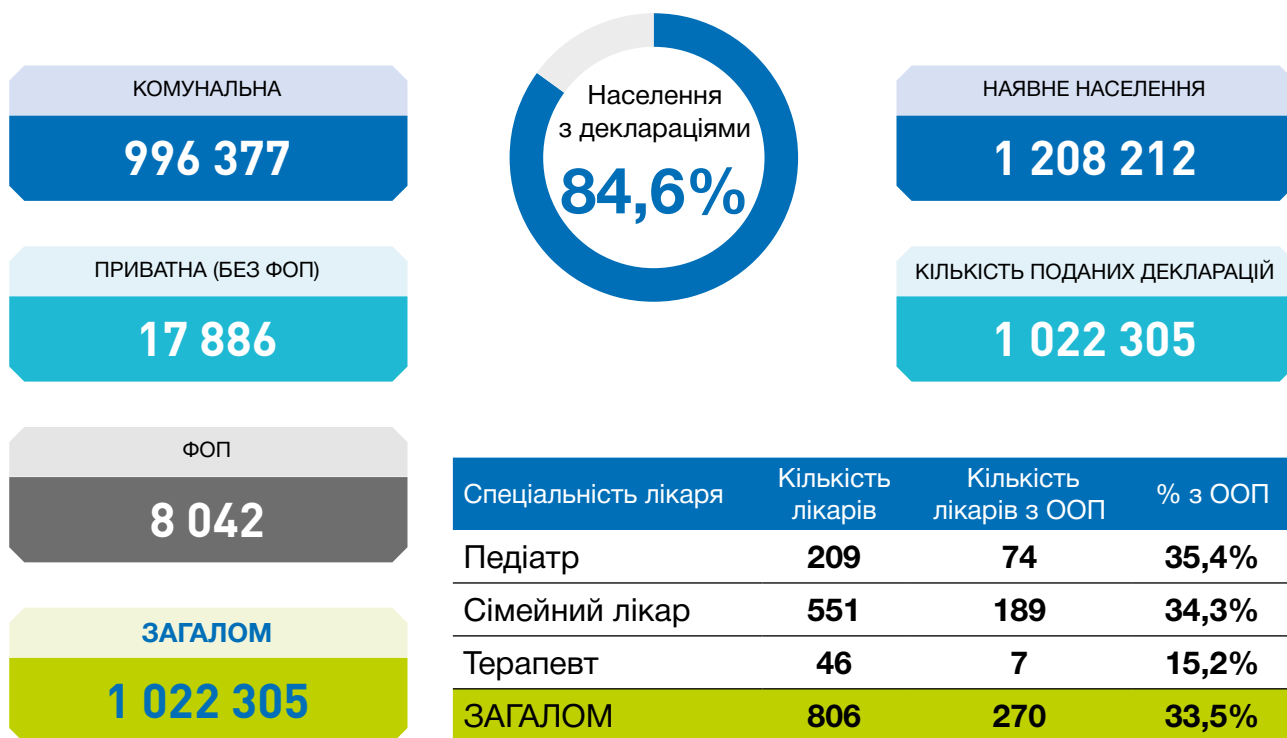 КОМУНАЛЬНА
996 377
ПРИВАТНА (БЕЗ ФОП)
17 886
ФОП
8 042
ЗАГАЛОМ
1 022 305
Населення
з деклараціями
84,6%
НАЯВНЕ НАСЕЛЕННЯ
1 208 212
КІЛЬКІСТЬ ПОДАНИХ ДЕКЛАРАЦІЙ
1 022 305
Спеціальність лікаря Кількість лікарів Кількість лікарів з ООП % з ООП
Педіатр 209 74 35,4%
Сімейний лікар 551 189 34,3%
Терапевт 46 7 15,2%
ЗАГАЛОМ 806 270 33,5%